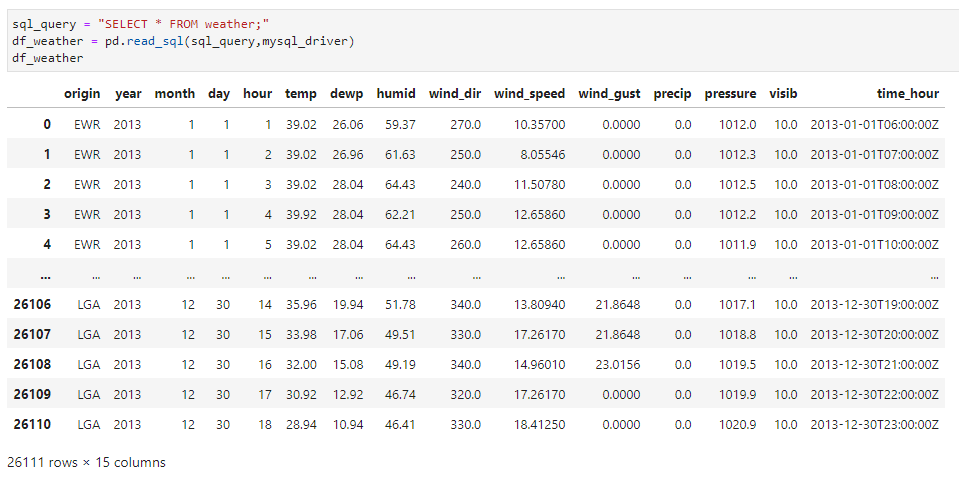 sql_query = "SELECT * FROM weather;"
df_weather = pd.read_sql(sql_query,mysql_driver)
df_weather
origin year month day hour temp dewp humid wind_dir wind_speed wind_gust precip pressure visib time_hour
0 EWR 2013 1 1 1 39.02 26.06 59.37 270.0 10.35700 0.0000 0.0 1012.0 10.0 2013-01-01T06:00:00Z
1 EWR 2013 1 1 2 39.02 26.96 61.63 250.0 8.05546 0.0000 0.0 1012.3 10.0 2013-01-01T07:00:00Z
2 EWR 2013 1 1 3 39.02 28.04 64.43 240.0 11.50780 0.0000 0.0 1012.5 10.0 2013-01-01T08:00:00Z
3 EWR 2013 1 1 4 39.92 28.04 62.21 250.0 12.65860 0.0000 0.0 1012.2 10.0 2013-01-01T09:00:00Z
4 EWR 2013 1 1 5 39.02 28.04 64.43 260.0 12.65860 0.0000 0.0 1011.9 10.0 2013-01-01T10:00:00Z
... ... ... ... ... ... ... ... ... ... ... ... ... ... ... ...
26106 LGA 2013 12 30 14 35.96 19.94 51.78 340.0 13.80940 21.8648 0.0 1017.1 10.0 2013-12-30T19:00:00Z
26107 LGA 2013 12 30 15 33.98 17.06 49.51 330.0 17.26170 21.8648 0.0 1018.8 10.0 2013-12-30T20:00:00Z
26108 LGA 2013 12 30 16 32.00 15.08 49.19 340.0 14.96010 23.0156 0.0 1019.5 10.0 2013-12-30T21:00:00Z
26109 LGA 2013 12 30 17 30.92 12.92 46.74 320.0 17.26170 0.0000 0.0 1019.9 10.0 2013-12-30T22:00:00Z
26110 LGA 2013 12 30 18 28.94 10.94 46.41 330.0 18.41250 0.0000 0.0 1020.9 10.0 2013-12-30T23:00:00Z
26111 rows × 15 columns